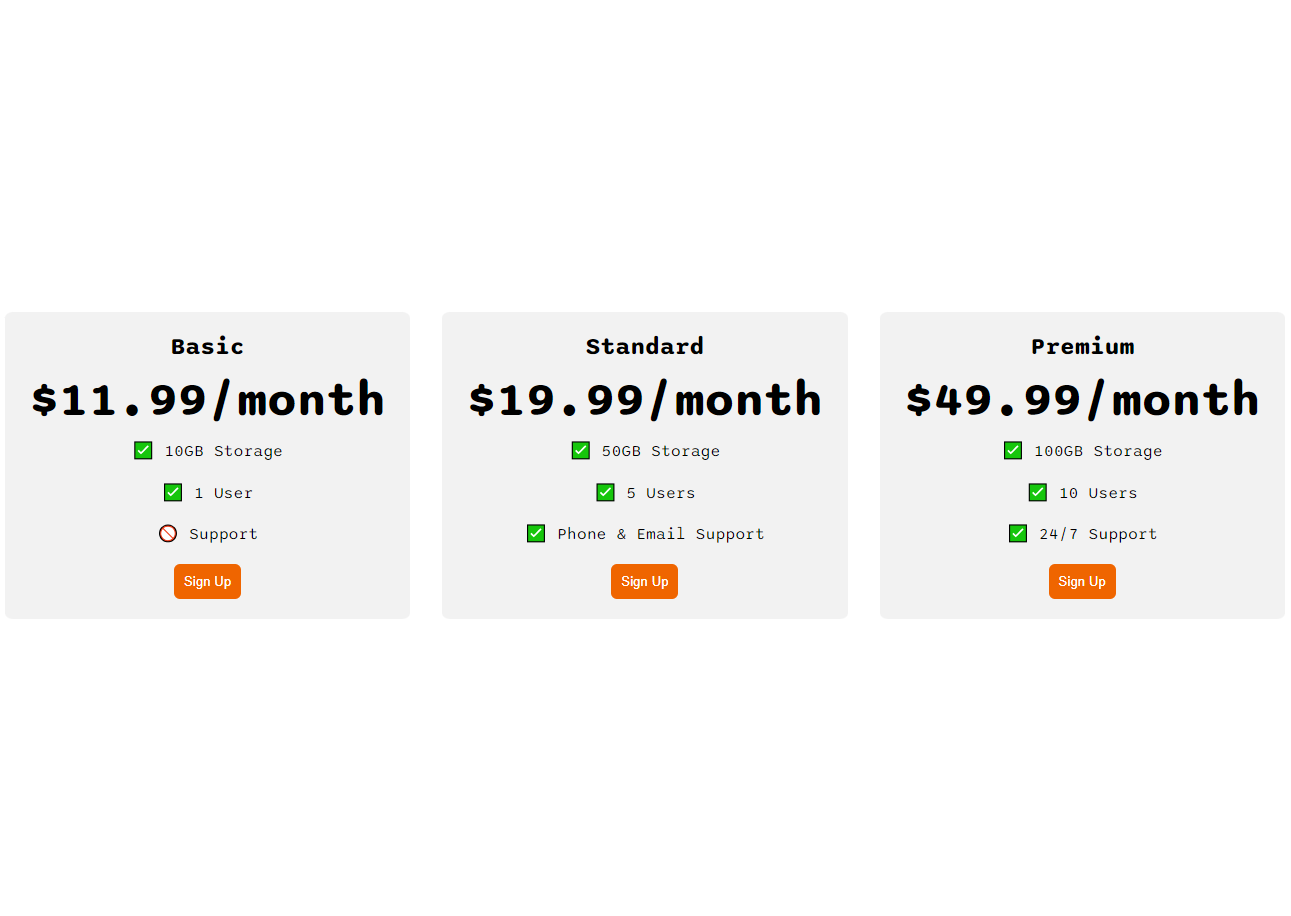 Basic
$11.99/month
✅ 10GB Storage
✅ 1 User
🚫 Support
Sign Up
Standard
$19.99/month
✅ 50GB Storage
✅ 5 Users
✅ Phone & Email Support
Sign Up
Premium
$49.99/month
✅ 100GB Storage
✅ 10 Users
✅ 24/7 Support
Sign Up